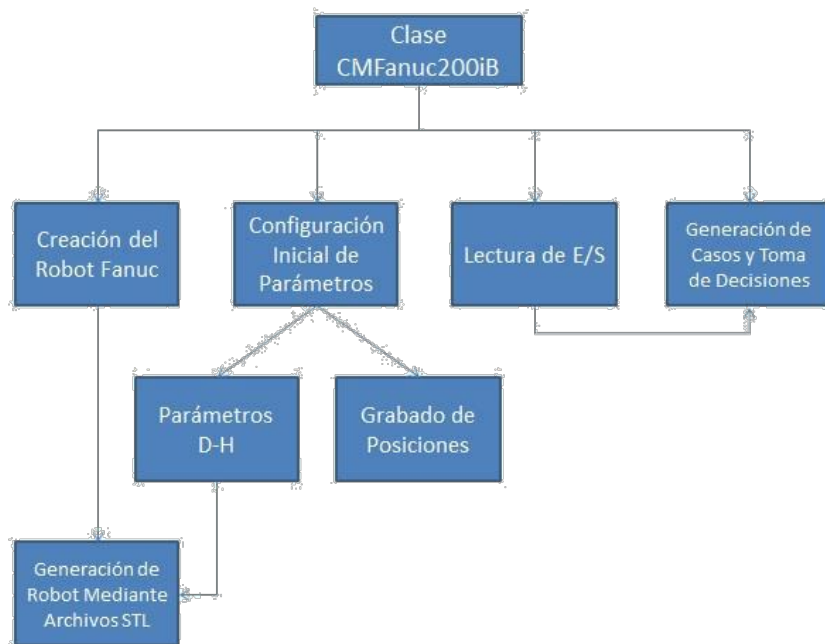 Clase
CMFanuc200iB
Creación del
Robot Fanuc
Configuración
Inicial de
Parámetros
Lectura de E/S
Generación de
Casos y Toma
de Decisiones
Parámetros
D-H
Grabado de
Posiciones
Generación de
Robot Mediante
Archivos STL